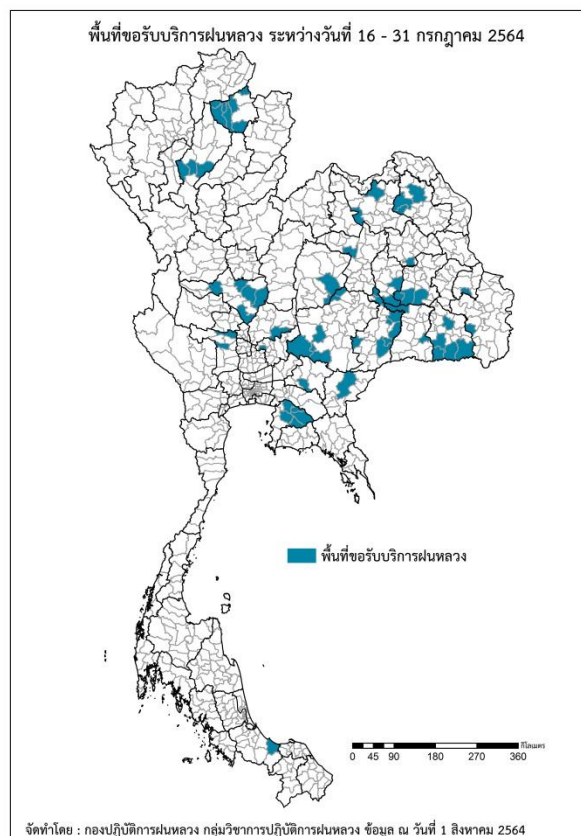 พื้นที่ขอรับบริการฝนหลวง ระหว่างวันที่ 16 - 31 กรกฎาคม 2564
พื้นที่ขอรับบริการฝนหลวง
กิโลเมตร
0 45 90 180 270 360
จัดทำโดย : กองปฏิบัติการฝนหลวง กลุ่มวิชาการปฏิบัติการฝนหลวง ข้อมูล ณ วันที่ 1 สิงหาคม 2564